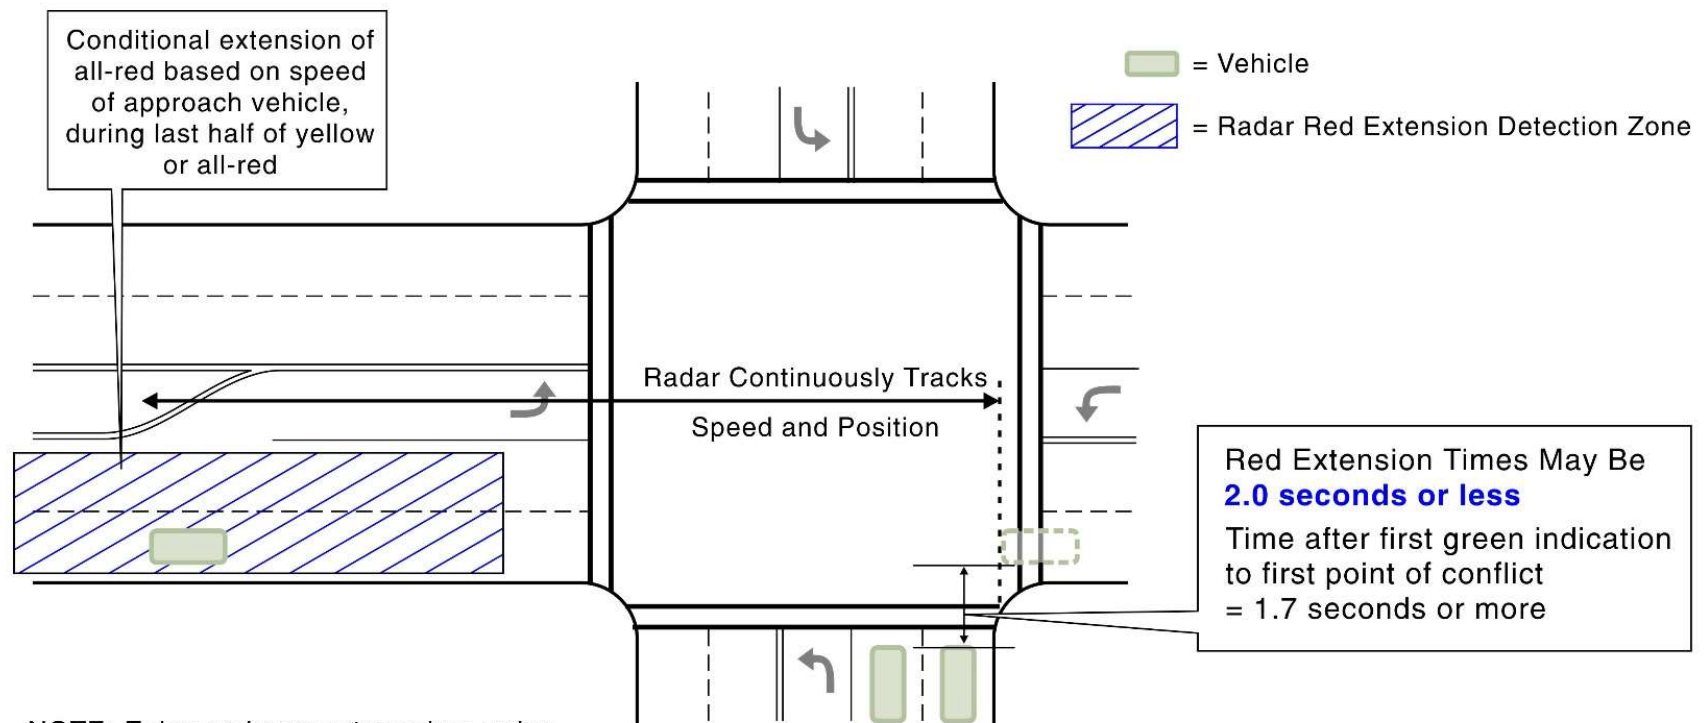 Conditional extension of
all-red based on speed
of approach vehicle,
during last half of yellow
or all-red
= Vehicle
= Radar Red Extension Detection Zone
Radar Continuously Tracks
Speed and Position
Red Extension Times May Be
2.0 seconds or less
Time after first green indication
to first point of conflict
= 1.7 seconds or more